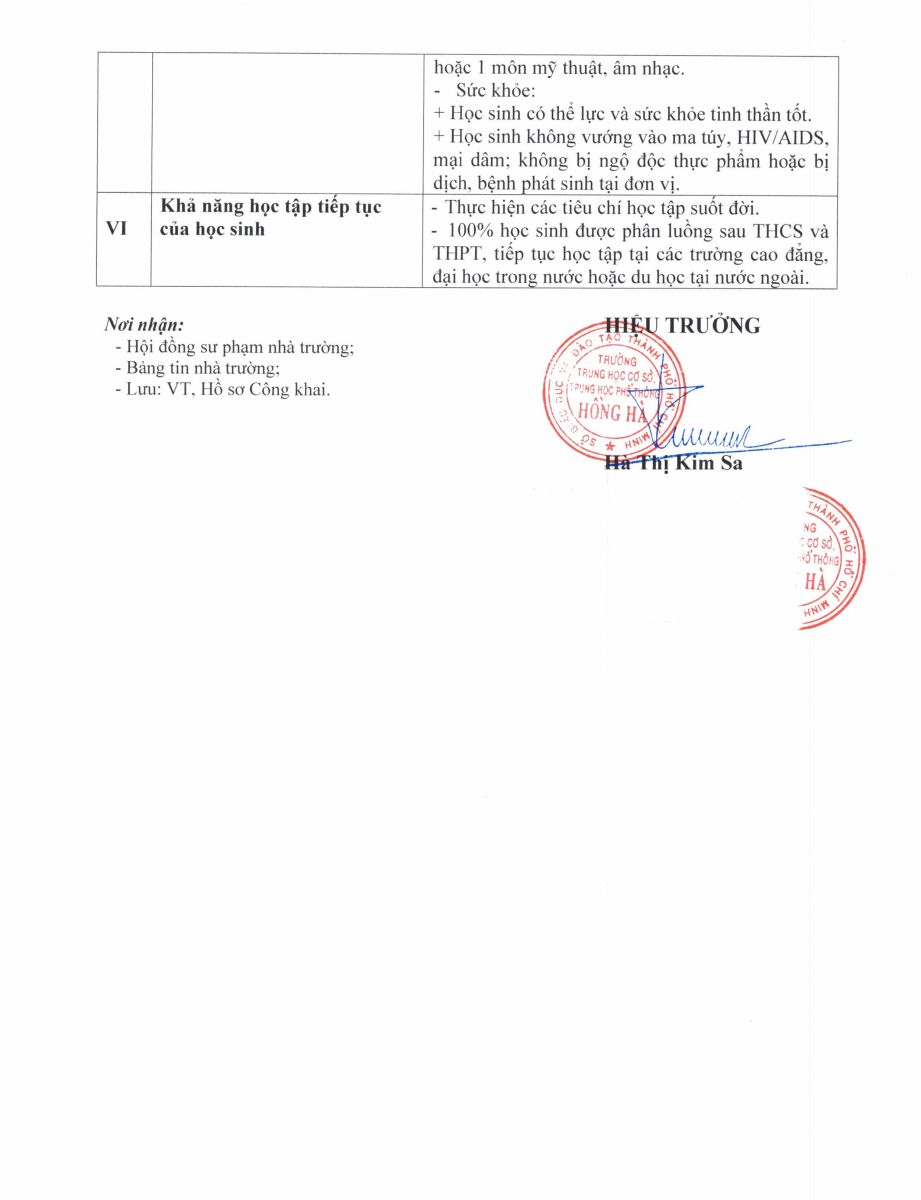 hoặc 1 môn mỹ thuật, âm nhạc.
- Sức khỏe:
+ Học sinh có thể lực và sức khỏe tinh thần tốt.
+ Học sinh không vướng vào ma túy, HIV/AIDS,
mại dâm; không bị ngộ độc thực phẩm hoặc bị
dịch, bệnh phát sinh tại đơn vị.
VI
Khả năng học tập tiếp tục
của học sinh
- Thực hiện các tiêu chí học tập suốt đời.
- 100% học sinh được phân luồng sau THCS và
THPT, tiếp tục học tập tại các trường cao đẳng,
đại học trong nước hoặc du học tại nước ngoài.
Nơi nhận:
- Hội đồng sư phạm nhà trường;
- Bảng tin nhà trường;
- Lưu: VT, Hồ sơ Công khai.
HIỆU TRƯỞNG
SỞ GIÁO DỤC VÀ ĐÀO TẠO THÀNH PHỐ HỒ CHÍ MINH
TRƯỜNG
TRUNG HỌC CƠ SỞ,
TRUNG HỌC PHỔ THÔNG
HỒNG HÀ
Hà Thị Kim Sa
THÀNH PHỐ HỒ CHÍ MINH
CƠ SỞ,
THÔNG
HÀ